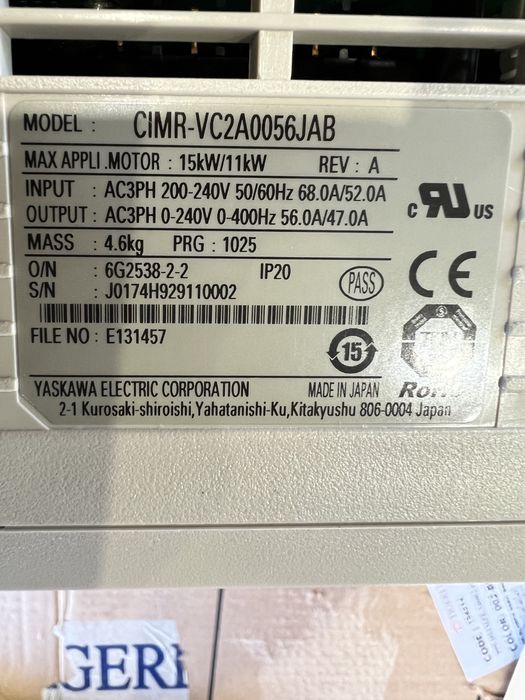 MODEL : CIMR-VC2A0056JAB
MAX APPLI.MOTOR : 15kW/11kW REV : A
INPUT : AC3PH 200-240V 50/60Hz 68.0A/52.0A
OUTPUT : AC3PH 0-240V 0-400Hz 56.0A/47.0A
c RU US
MASS : 4.6kg PRG : 1025
O/N : 6G2538-2-2 IP20
PASS
CE
S/N : J0174H929110002
FILE NO : E131457
15
YASKAWA ELECTRIC CORPORATION MADE IN JAPAN
2-1 Kurosaki-shiroishi,Yahatanishi-Ku,Kitakyushu 806-0004 Japan
GERI